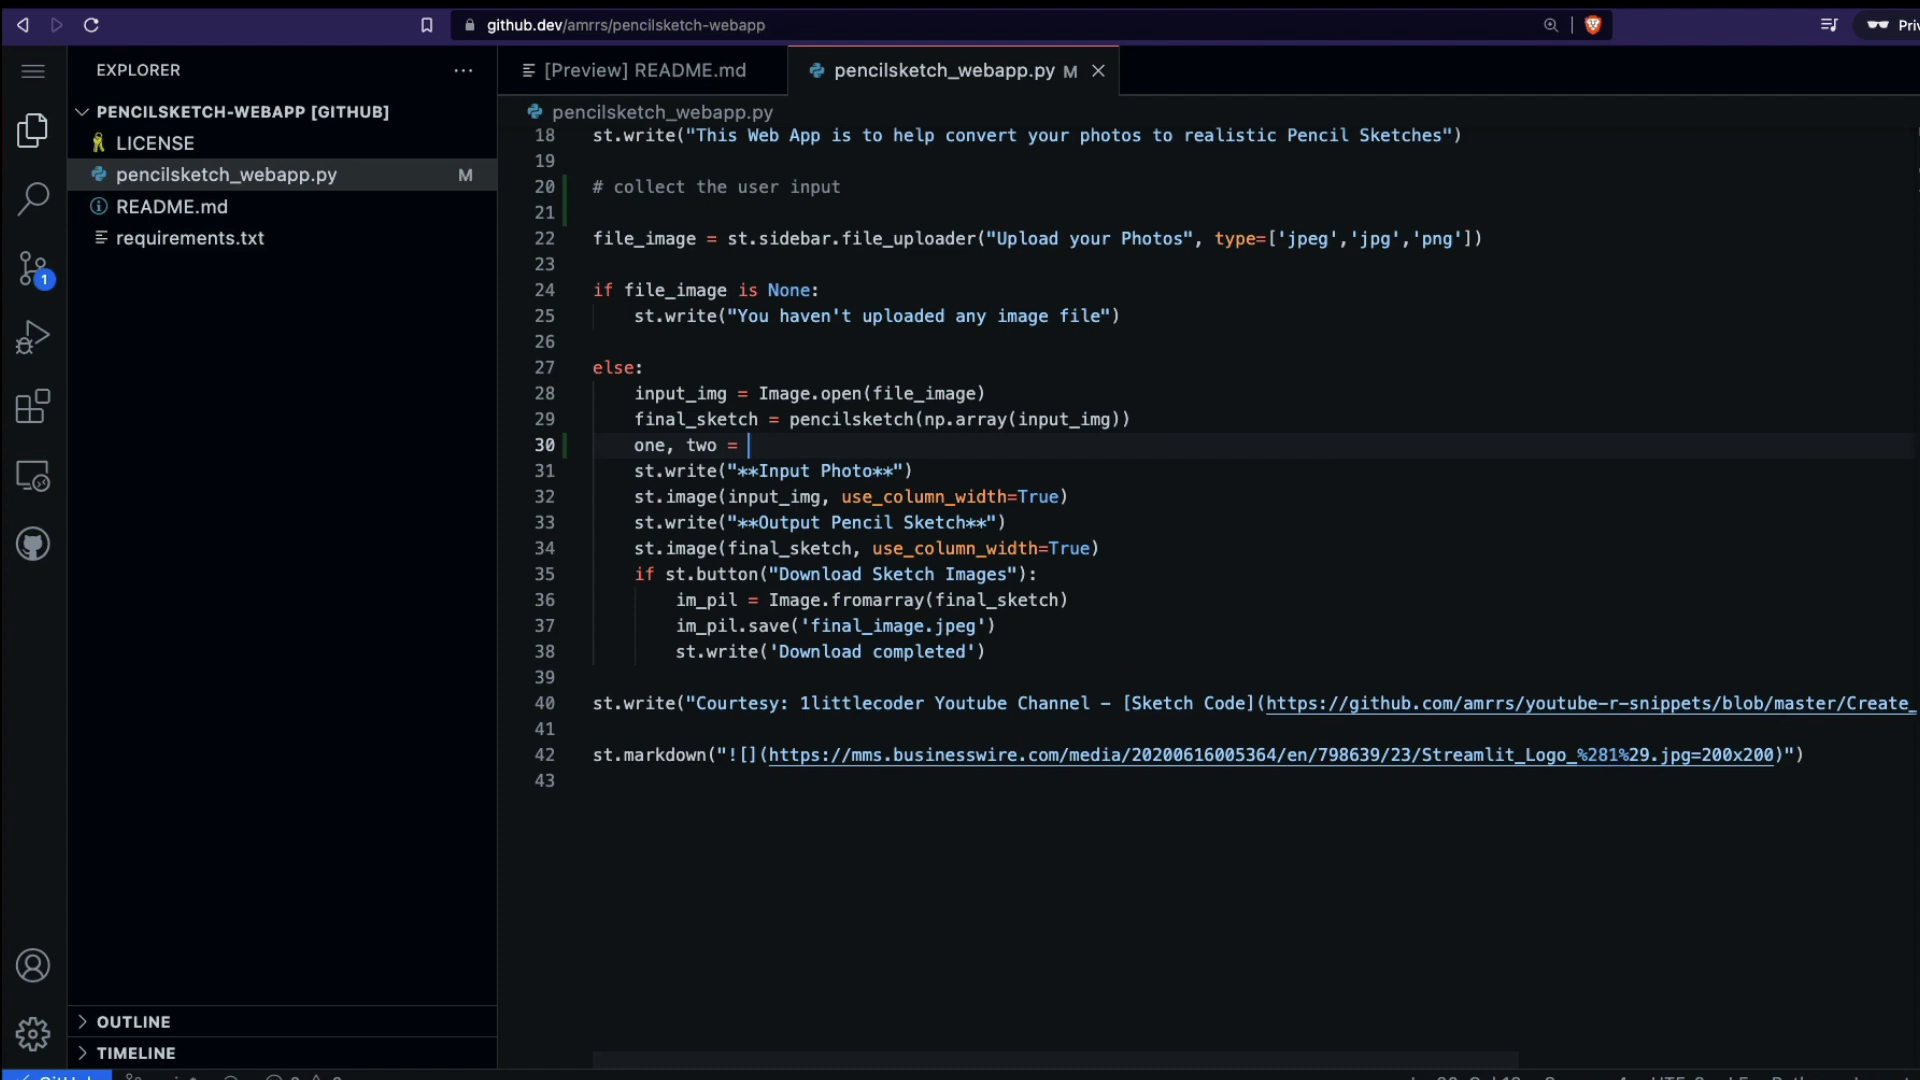 github.dev/amrrs/pencilsketch-webapp
EXPLORER
PENCILSKETCH-WEBAPP [GITHUB]
LICENSE
pencilsketch_webapp.py M
README.md
requirements.txt
1
OUTLINE
TIMELINE
[Preview] README.md
pencilsketch_webapp.py M
pencilsketch_webapp.py
18 st.write("This Web App is to help convert your photos to realistic Pencil Sketches")
19
20 # collect the user input
21
22 file_image = st.sidebar.file_uploader("Upload your Photos", type=['jpeg','jpg','png'])
23
24 if file_image is None:
25 st.write("You haven't uploaded any image file")
26
27 else:
28 input_img = Image.open(file_image)
29 final_sketch = pencilsketch(np.array(input_img))
30 one, two =
31 st.write("**Input Photo**")
32 st.image(input_img, use_column_width=True)
33 st.write("**Output Pencil Sketch**")
34 st.image(final_sketch, use_column_width=True)
35 if st.button("Download Sketch Images"):
36 im_pil = Image.fromarray(final_sketch)
37 im_pil.save('final_image.jpeg')
38 st.write('Download completed')
39
40 st.write("Courtesy: 1littlecoder Youtube Channel - [Sketch Code](https://github.com/amrrs/youtube-r-snippets/blob/master/Create_
41
42 st.markdown("![](https://mms.businesswire.com/media/20200616005364/en/798639/23/Streamlit_Logo_%281%29.jpg=200x200)")
43